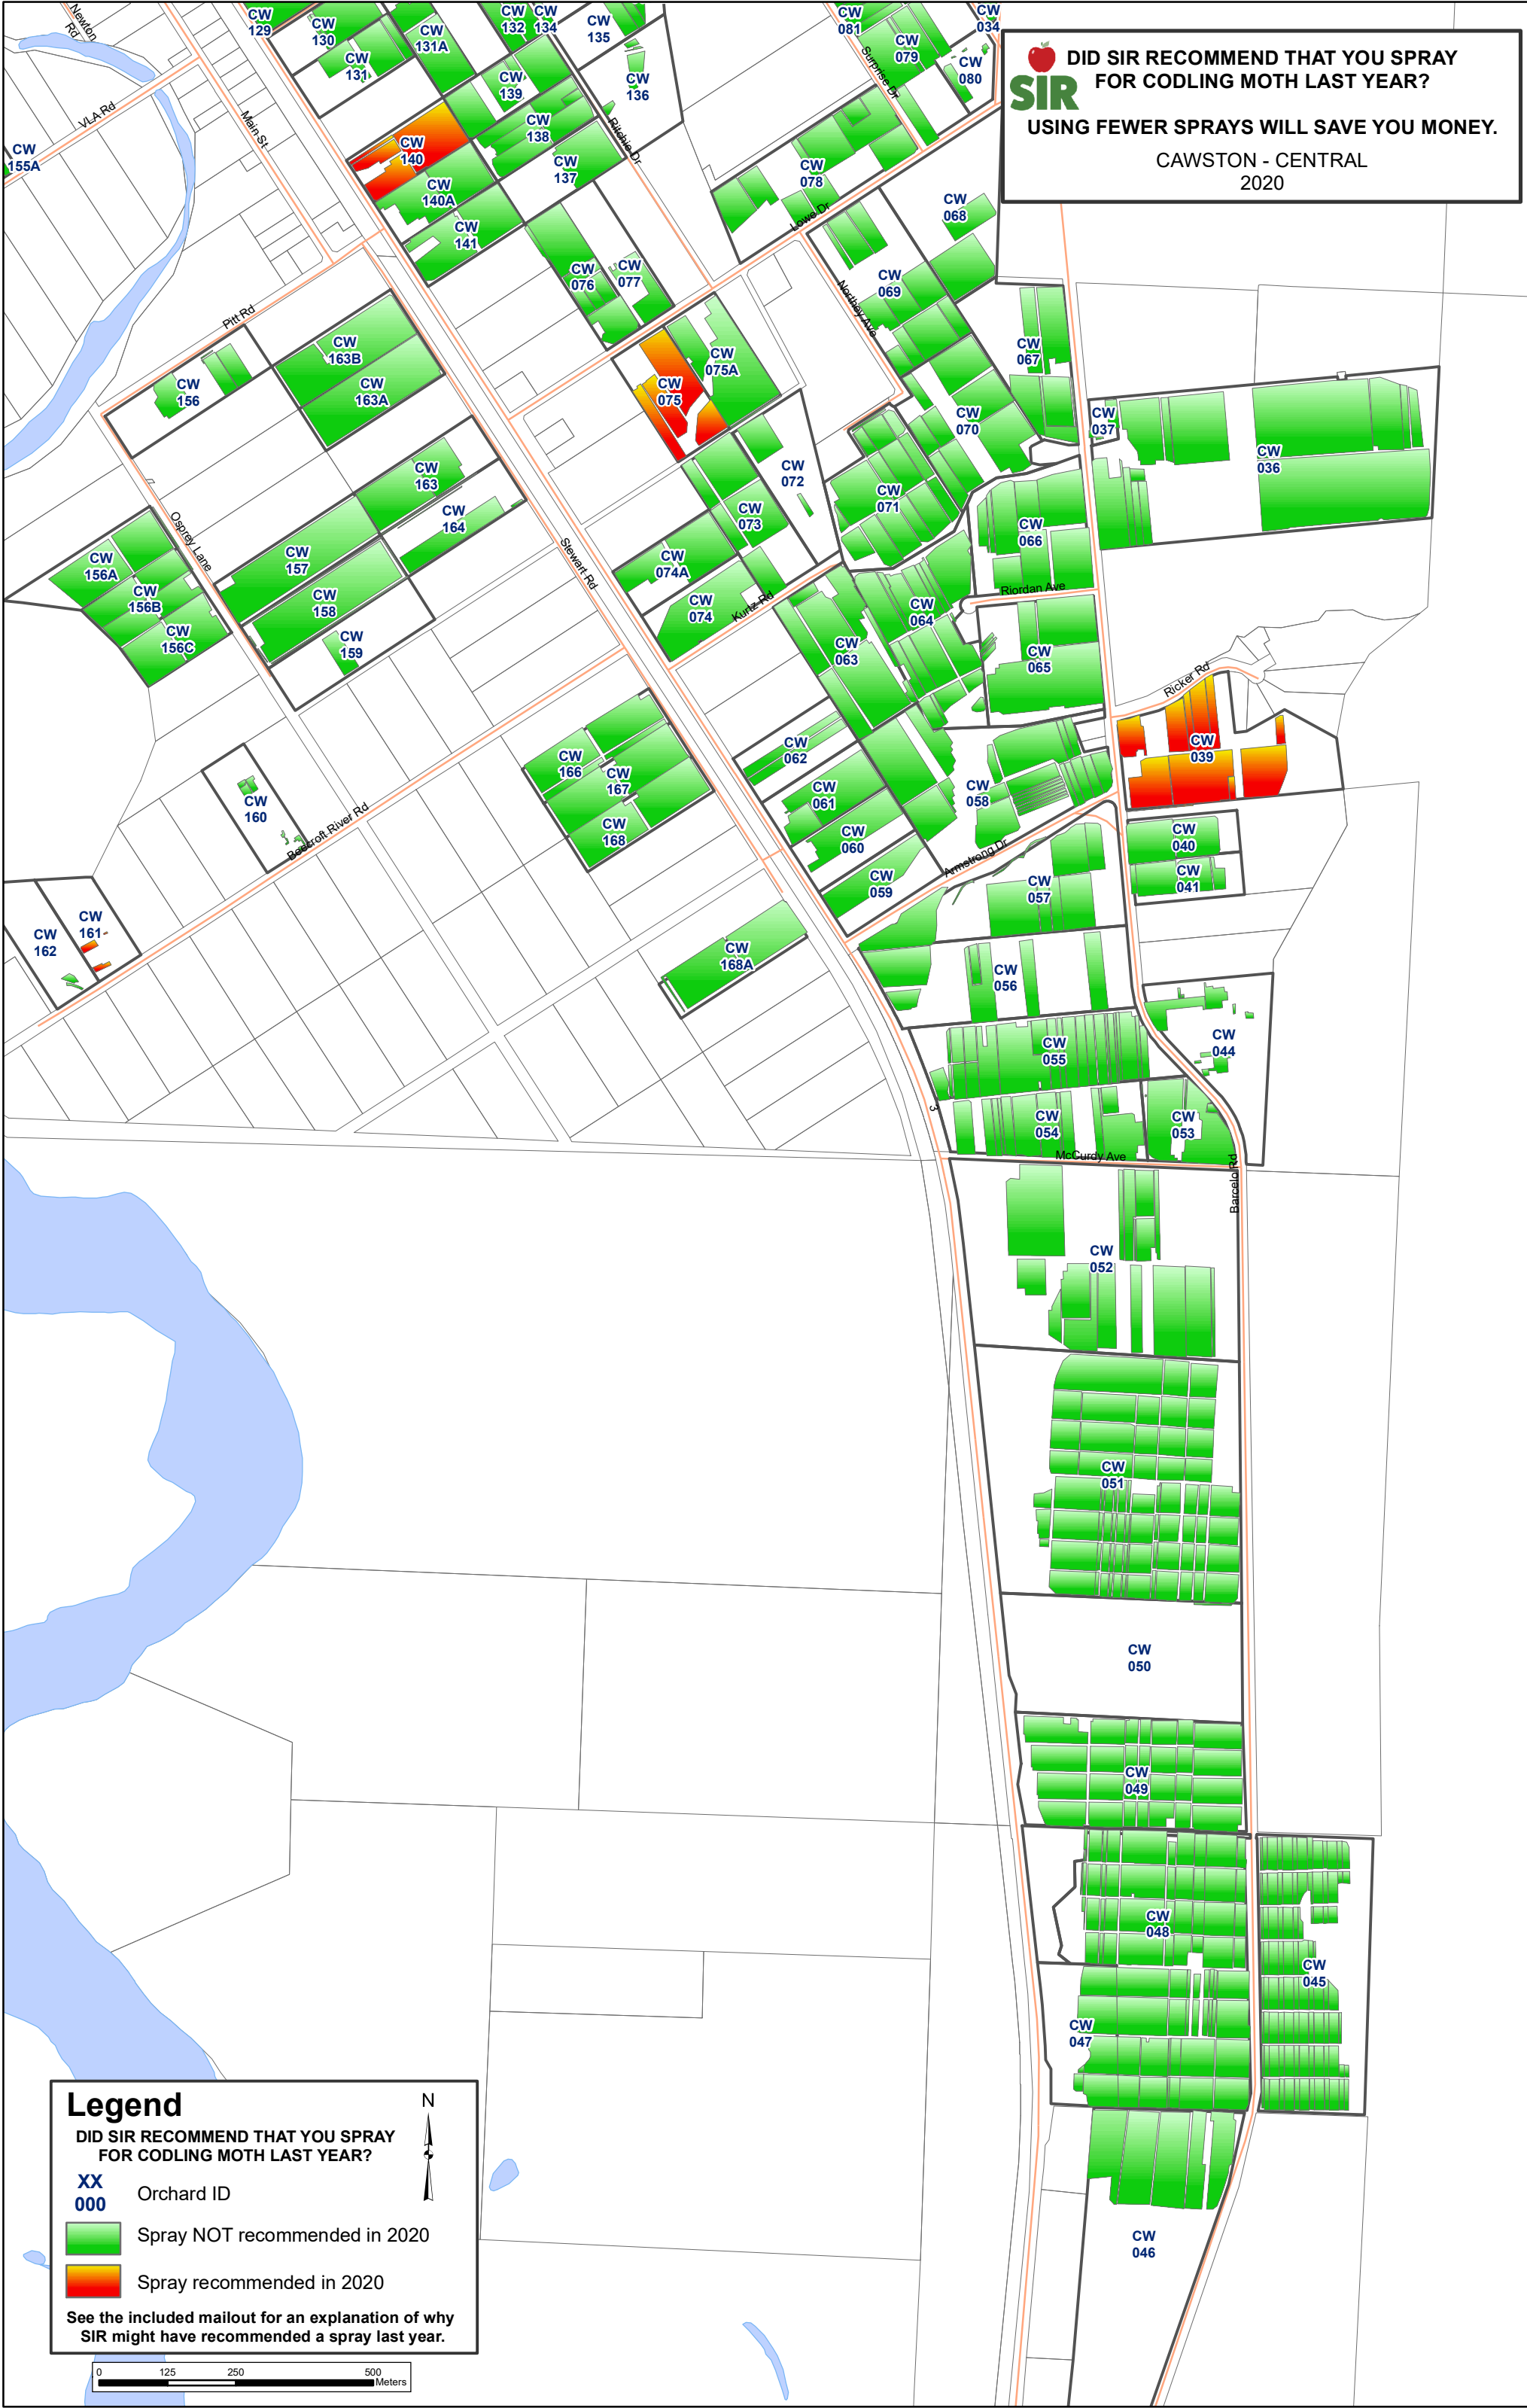 DID SIR RECOMMEND THAT YOU SPRAY
FOR CODLING MOTH LAST YEAR?
SIR
USING FEWER SPRAYS WILL SAVE YOU MONEY.
CAWSTON - CENTRAL
2020
Newton
Rd
CW
129
CW
130
CW
131
CW
131A
CW
132
CW
134
CW
135
CW
136
CW
081
CW
079
CW
034
CW
080
Surprise Dr
VLA Rd
Main St
CW
155A
CW
139
CW
138
CW
137
Ritchie Dr
CW
140
CW
140A
CW
141
CW
078
Lowe Dr
CW
068
CW
076
CW
077
CW
069
Northey Ave
Pitt Rd
CW
163B
CW
163A
CW
156
CW
075A
CW
075
CW
067
CW
070
CW
037
CW
036
CW
163
CW
164
CW
072
CW
073
CW
071
CW
066
Osprey Lane
CW
156A
CW
156B
CW
156C
CW
157
CW
158
CW
159
Stewart Rd
CW
074A
CW
074
Kurtz Rd
CW
064
Riordan Ave
CW
063
CW
065
Ricker Rd
CW
039
CW
166
CW
167
CW
168
CW
062
CW
061
CW
060
CW
059
CW
058
Armstrong Dr
CW
040
CW
041
CW
160
Beecroft River Rd
CW
161
CW
162
CW
057
CW
168A
CW
056
CW
055
CW
044
3
CW
054
CW
053
McCurdy Ave
Barcelo Rd
CW
052
CW
051
CW
050
CW
049
CW
048
CW
045
CW
047
CW
046
Legend
N
DID SIR RECOMMEND THAT YOU SPRAY
FOR CODLING MOTH LAST YEAR?
XX
000
Orchard ID
Spray NOT recommended in 2020
Spray recommended in 2020
See the included mailout for an explanation of why
SIR might have recommended a spray last year.
0 125 250 500
Meters